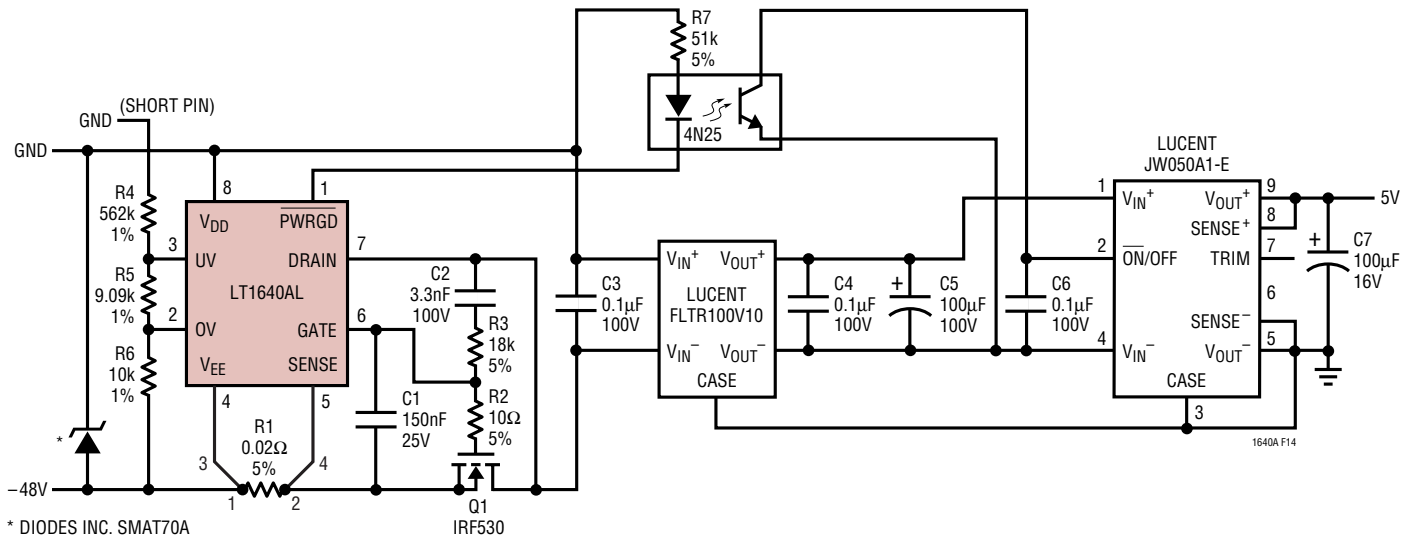 R7
51k
5%
(SHORT PIN)
GND
GND
4N25
LUCENT
JW050A1-E
R4
562k
1%
8
1
VDD
PWRGD
3
UV
DRAIN
7
R5
9.09k
1%
LT1640AL
2
OV
GATE
6
R6
10k
1%
VEE
SENSE
4
5
C2
3.3nF
100V
R3
18k
5%
R2
10Ω
5%
C1
150nF
25V
R1
0.02Ω
5%
3
4
1
2
*
–48V
Q1
IRF530
* DIODES INC. SMAT70A
C3
0.1µF
100V
VIN+
VOUT+
LUCENT
FLTR100V10
VIN–
VOUT–
CASE
C4
0.1µF
100V
+
C5
100µF
100V
C6
0.1µF
100V
1
VIN+
VOUT+
9
5V
SENSE+
8
2
ON/OFF
TRIM
7
6
SENSE–
4
VIN–
VOUT–
5
CASE
3
+
C7
100µF
16V
1640A F14